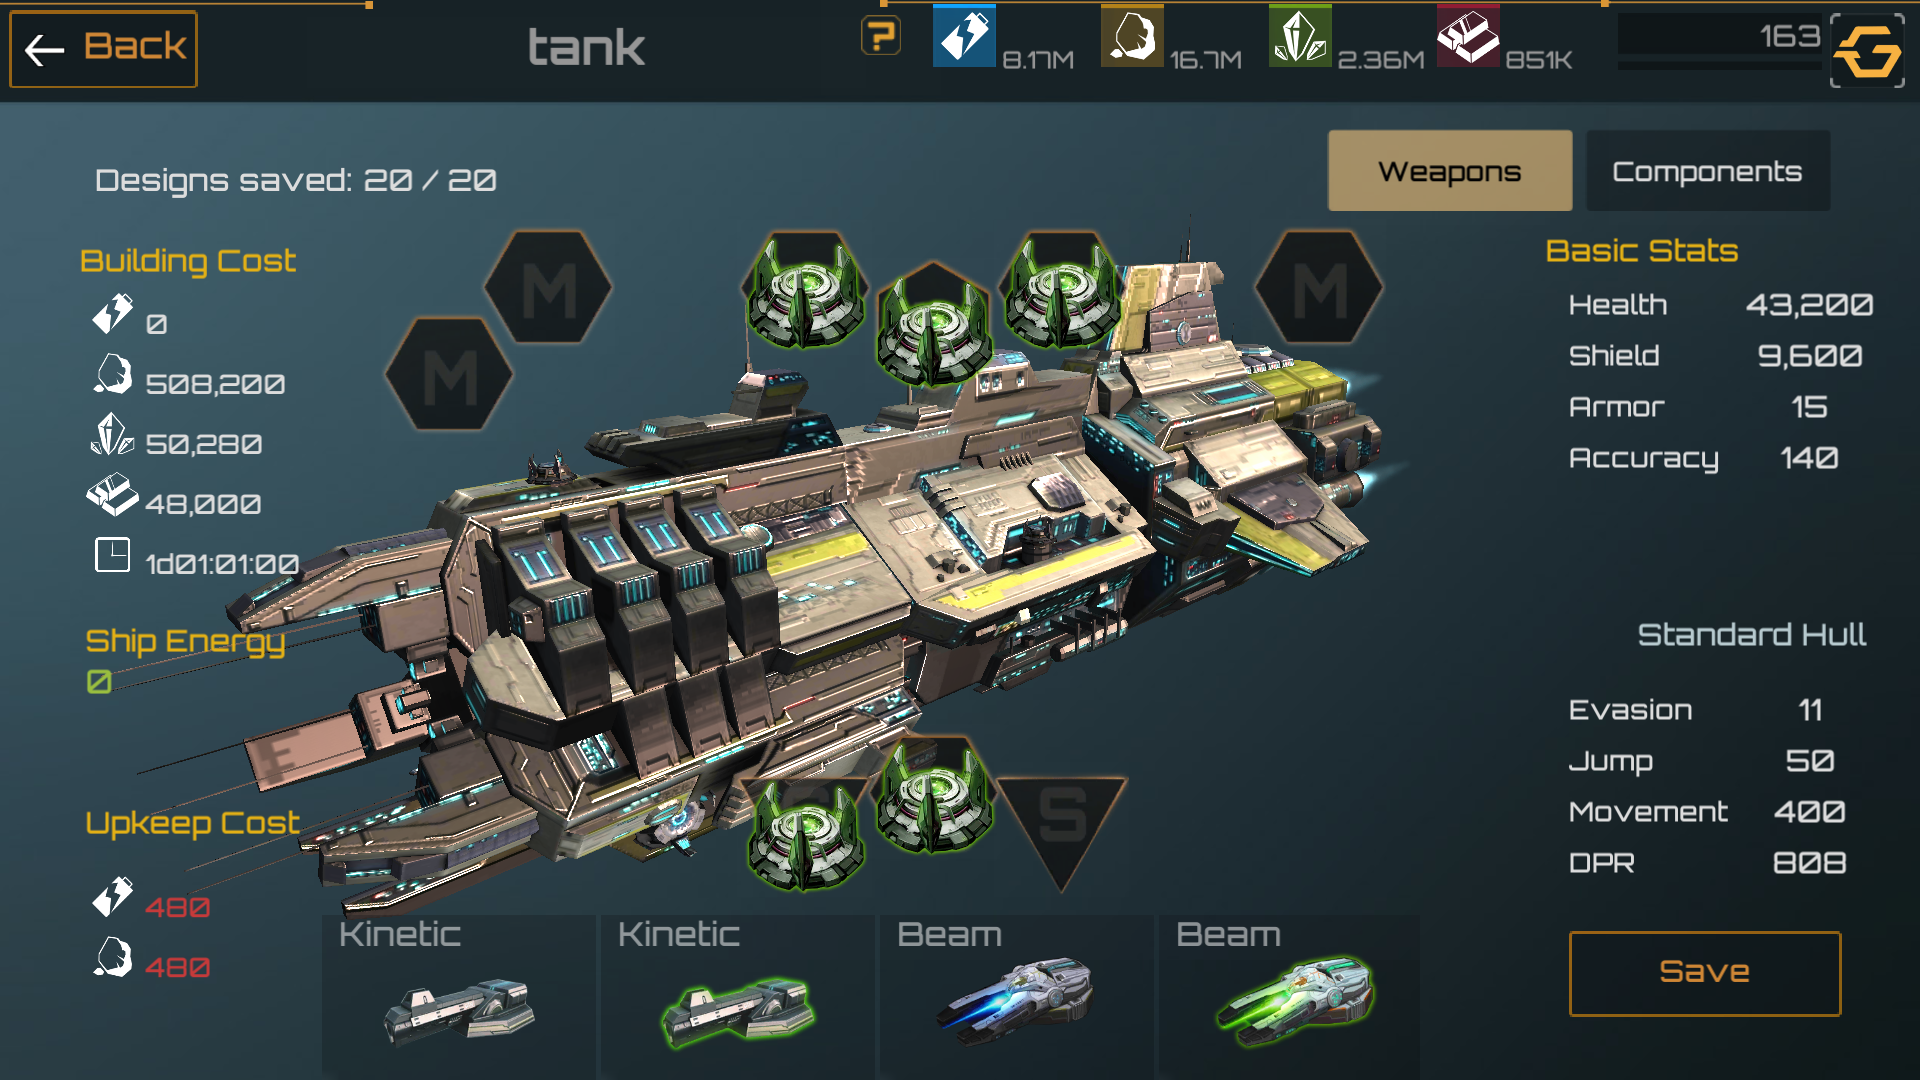 Back
tank
?
8.17M
16.7M
2.36M
851K
163
Designs saved: 20 / 20
Weapons
Components
Building Cost
0
508,200
50,280
48,000
1d01:01:00
Ship Energy
0
Upkeep Cost
480
480
M
M
M
S
Basic Stats
Health 43,200
Shield 9,600
Armor 15
Accuracy 140
Standard Hull
Evasion 11
Jump 50
Movement 400
DPR 808
Save
Kinetic
Kinetic
Beam
Beam